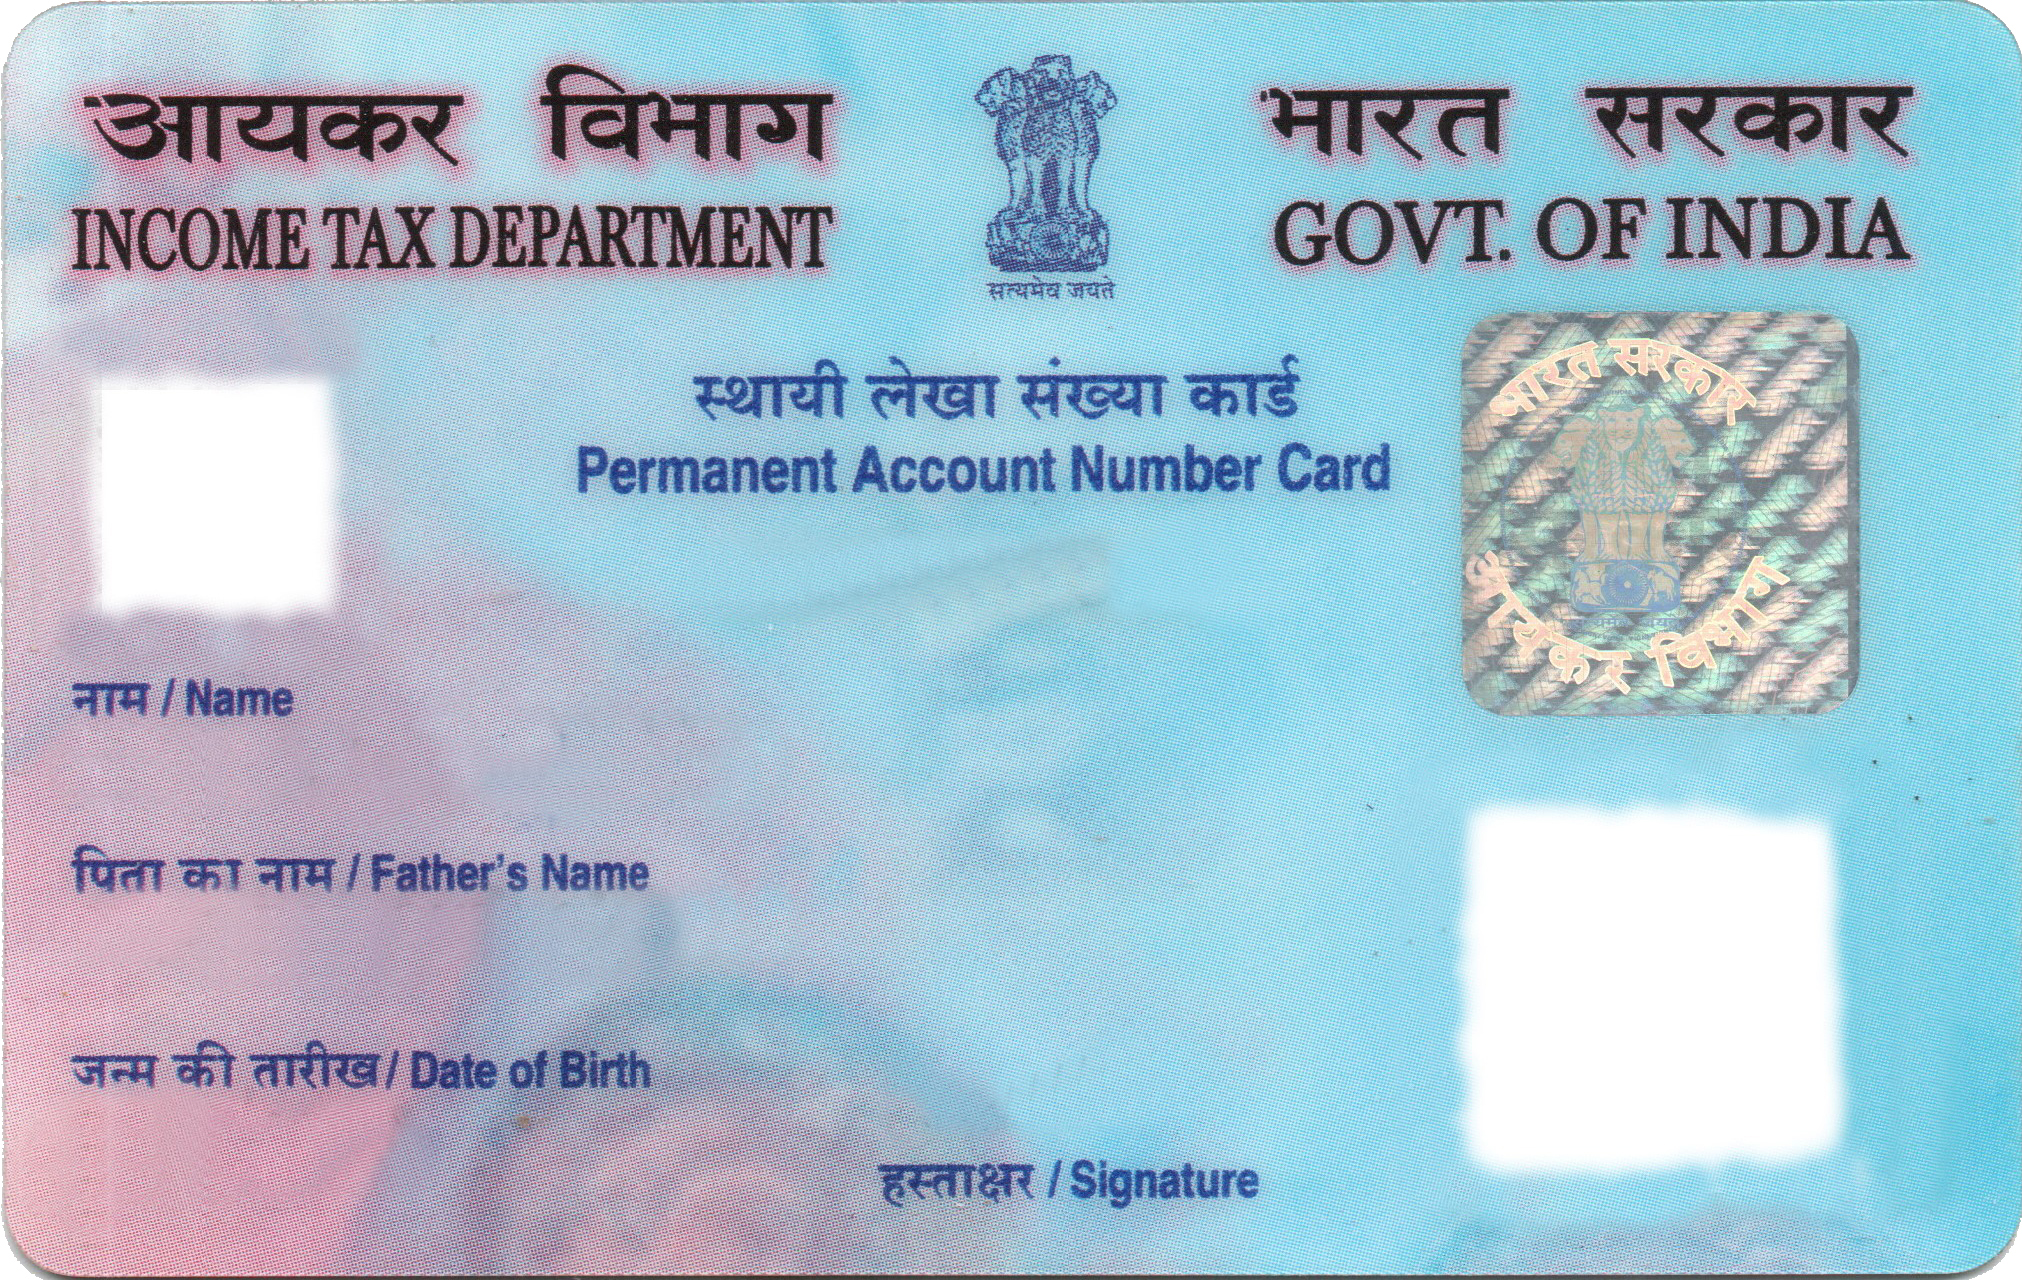 आयकर विभाग
भारत सरकार
INCOME TAX DEPARTMENT
GOVT. OF INDIA
सत्यमेव जयते
स्थायी लेखा संख्या कार्ड
Permanent Account Number Card
भारत सरकार
आयकर विभाग
नाम / Name
पिता का नाम / Father's Name
जन्म की तारीख / Date of Birth
हस्ताक्षर / Signature